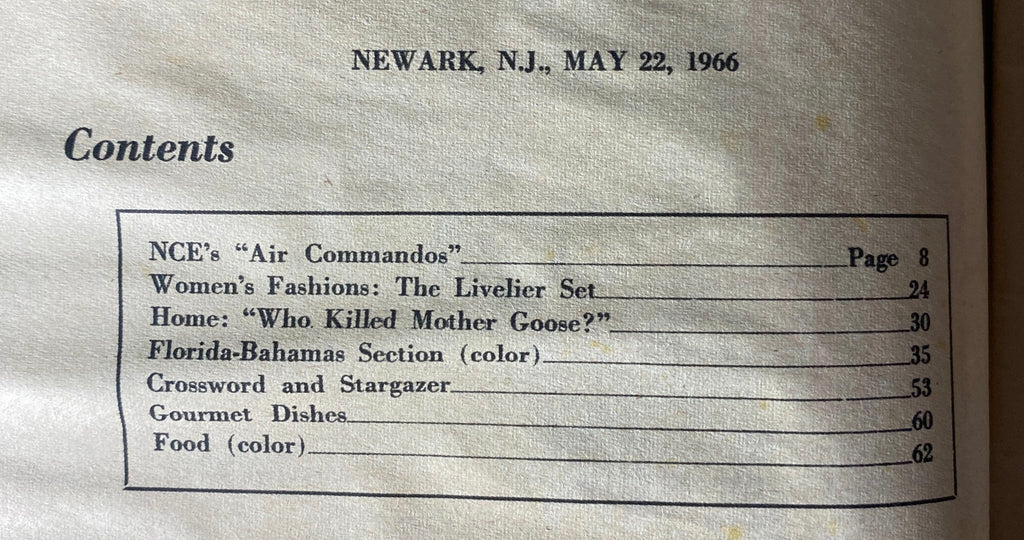 NEWARK, N.J., MAY 22, 1966
Contents
NCE's “Air Commandos” Page 8
Women's Fashions: The Livelier Set 24
Home: “Who Killed Mother Goose?” 30
Florida-Bahamas Section (color) 35
Crossword and Stargazer 53
Gourmet Dishes 60
Food (color) 62